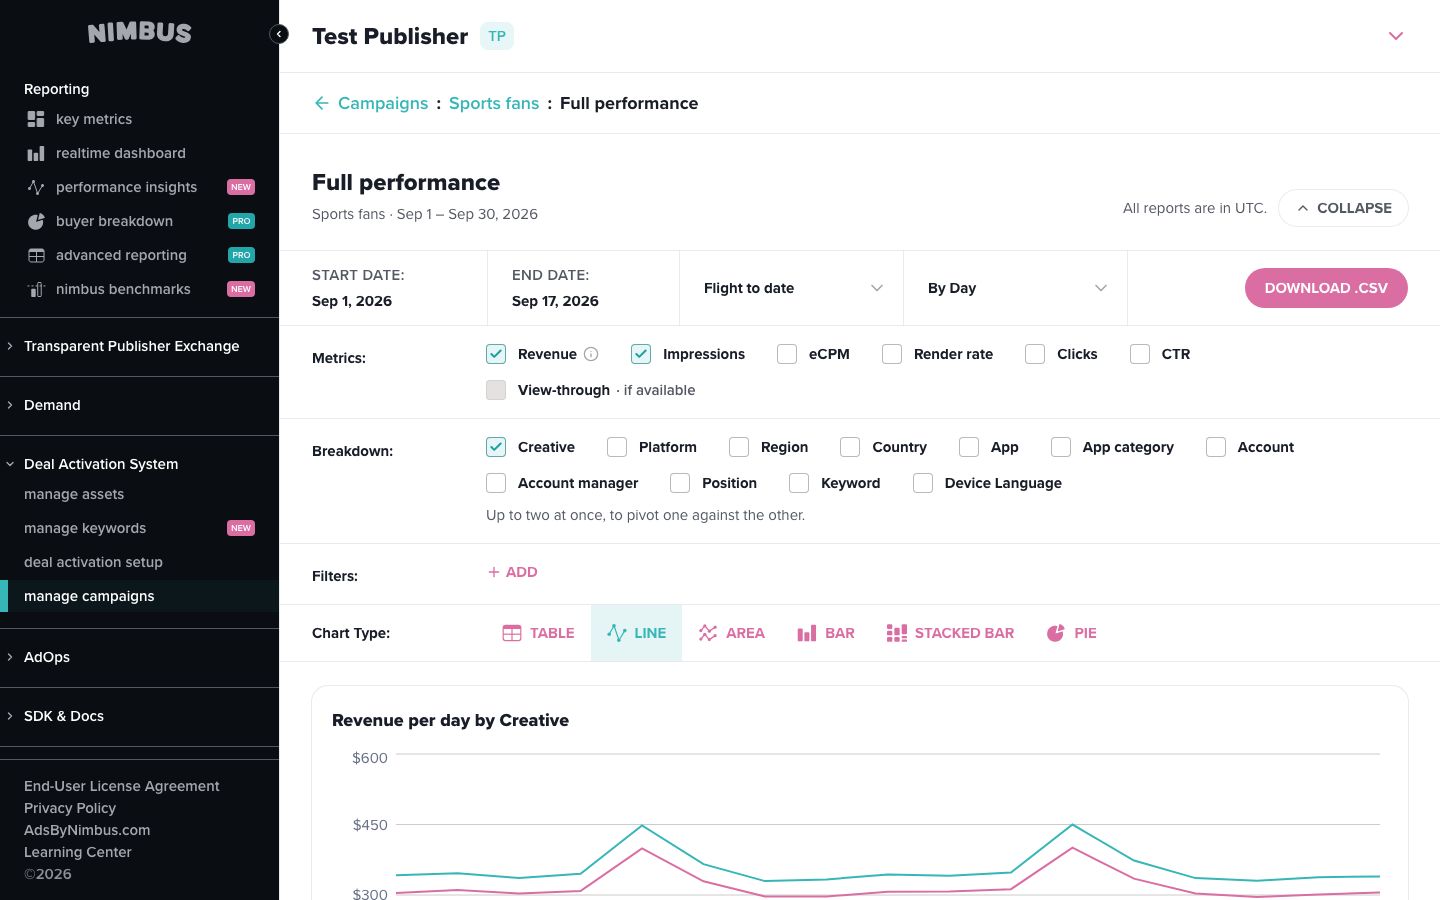 NIMBUS
Reporting
key metrics
realtime dashboard
performance insights NEW
buyer breakdown PRO
advanced reporting PRO
nimbus benchmarks NEW
Transparent Publisher Exchange
Demand
Deal Activation System
manage assets
manage keywords NEW
deal activation setup
manage campaigns
AdOps
SDK & Docs
End-User License Agreement
Privacy Policy
AdsByNimbus.com
Learning Center
©2026
Test Publisher TP
Campaigns : Sports fans : Full performance
Full performance
Sports fans · Sep 1 – Sep 30, 2026
All reports are in UTC. COLLAPSE
START DATE:
Sep 1, 2026
END DATE:
Sep 17, 2026
Flight to date
By Day
DOWNLOAD .CSV
Metrics:
Revenue Impressions eCPM Render rate Clicks CTR
View-through · if available
Breakdown:
Creative Platform Region Country App App category Account
Account manager Position Keyword Device Language
Up to two at once, to pivot one against the other.
Filters:
+ ADD
Chart Type:
TABLE LINE AREA BAR STACKED BAR PIE
Revenue per day by Creative
$600
$450
$300